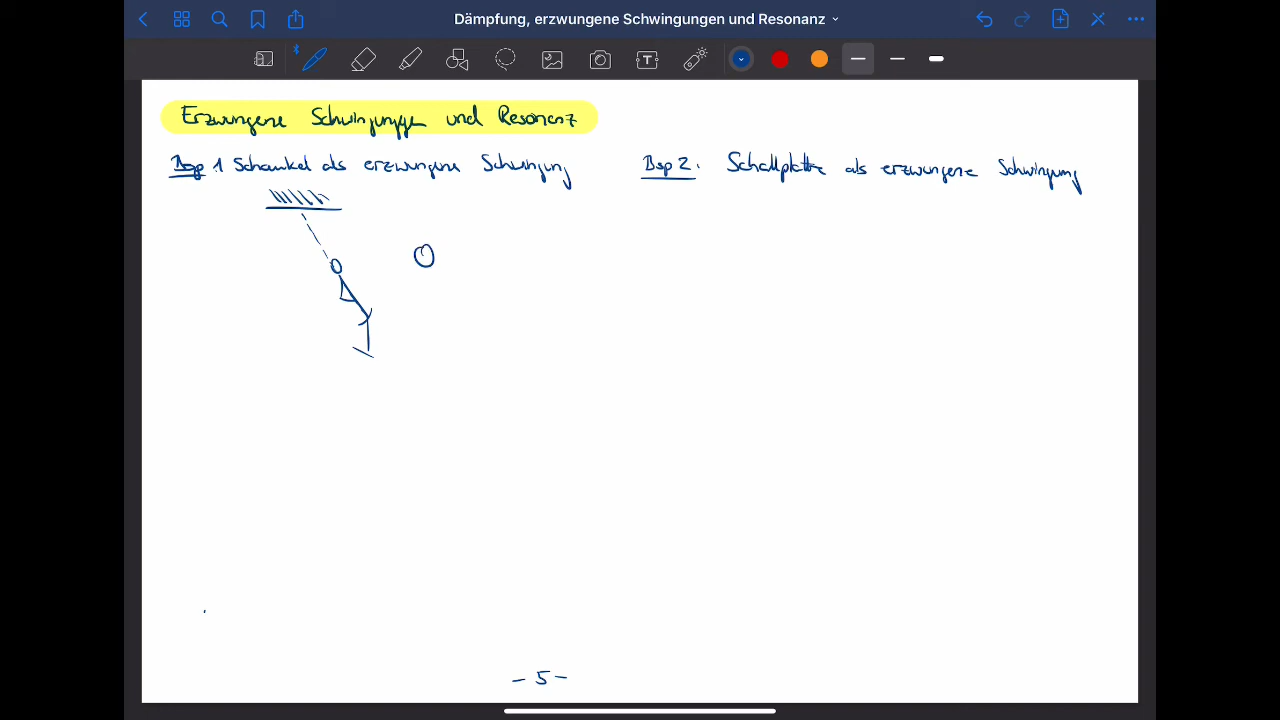 Dämpfung, erzwungene Schwingungen und Resonanz
T
Erzwungene Schwingungen und Resonanz
Bsp 1 Schaukel als erzwungene Schwingung
Bsp 2. Schallplatte als erzwungene Schwingung
- 5 -